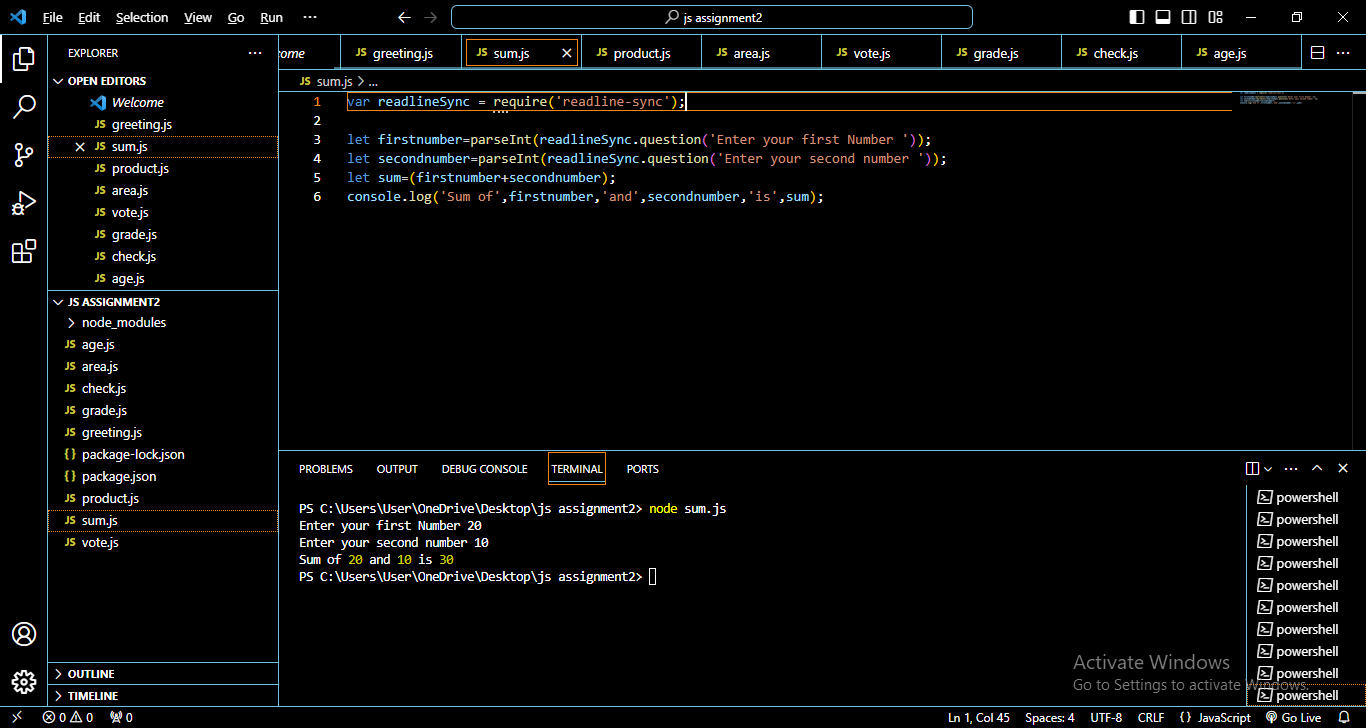 File Edit Selection View Go Run ···
js assignment2
EXPLORER ···
ome
JS greeting.js
JS sum.js
JS product.js
JS area.js
JS vote.js
JS grade.js
JS check.js
JS age.js
···
OPEN EDITORS
Welcome
JS greeting.js
JS sum.js
JS product.js
JS area.js
JS vote.js
JS grade.js
JS check.js
JS age.js
JS ASSIGNMENT2
node_modules
JS age.js
JS area.js
JS check.js
JS grade.js
JS greeting.js
{} package-lock.json
{} package.json
JS product.js
JS sum.js
JS vote.js
OUTLINE
TIMELINE
JS sum.js > ...
1 var readlineSync = require('readline-sync');
2
3 let firstnumber=parseInt(readlineSync.question('Enter your first Number '));
4 let secondnumber=parseInt(readlineSync.question('Enter your second number '));
5 let sum=(firstnumber+secondnumber);
6 console.log('Sum of',firstnumber,'and',secondnumber,'is',sum);
PROBLEMS OUTPUT DEBUG CONSOLE TERMINAL PORTS
···
PS C:\Users\User\OneDrive\Desktop\js assignment2> node sum.js
Enter your first Number 20
Enter your second number 10
Sum of 20 and 10 is 30
PS C:\Users\User\OneDrive\Desktop\js assignment2>
powershell
powershell
powershell
powershell
powershell
powershell
powershell
powershell
powershell
powershell
Activate Windows
Go to Settings to activate Windows.
0 0 0
Ln 1, Col 45 Spaces: 4 UTF-8 CRLF {} JavaScript Go Live